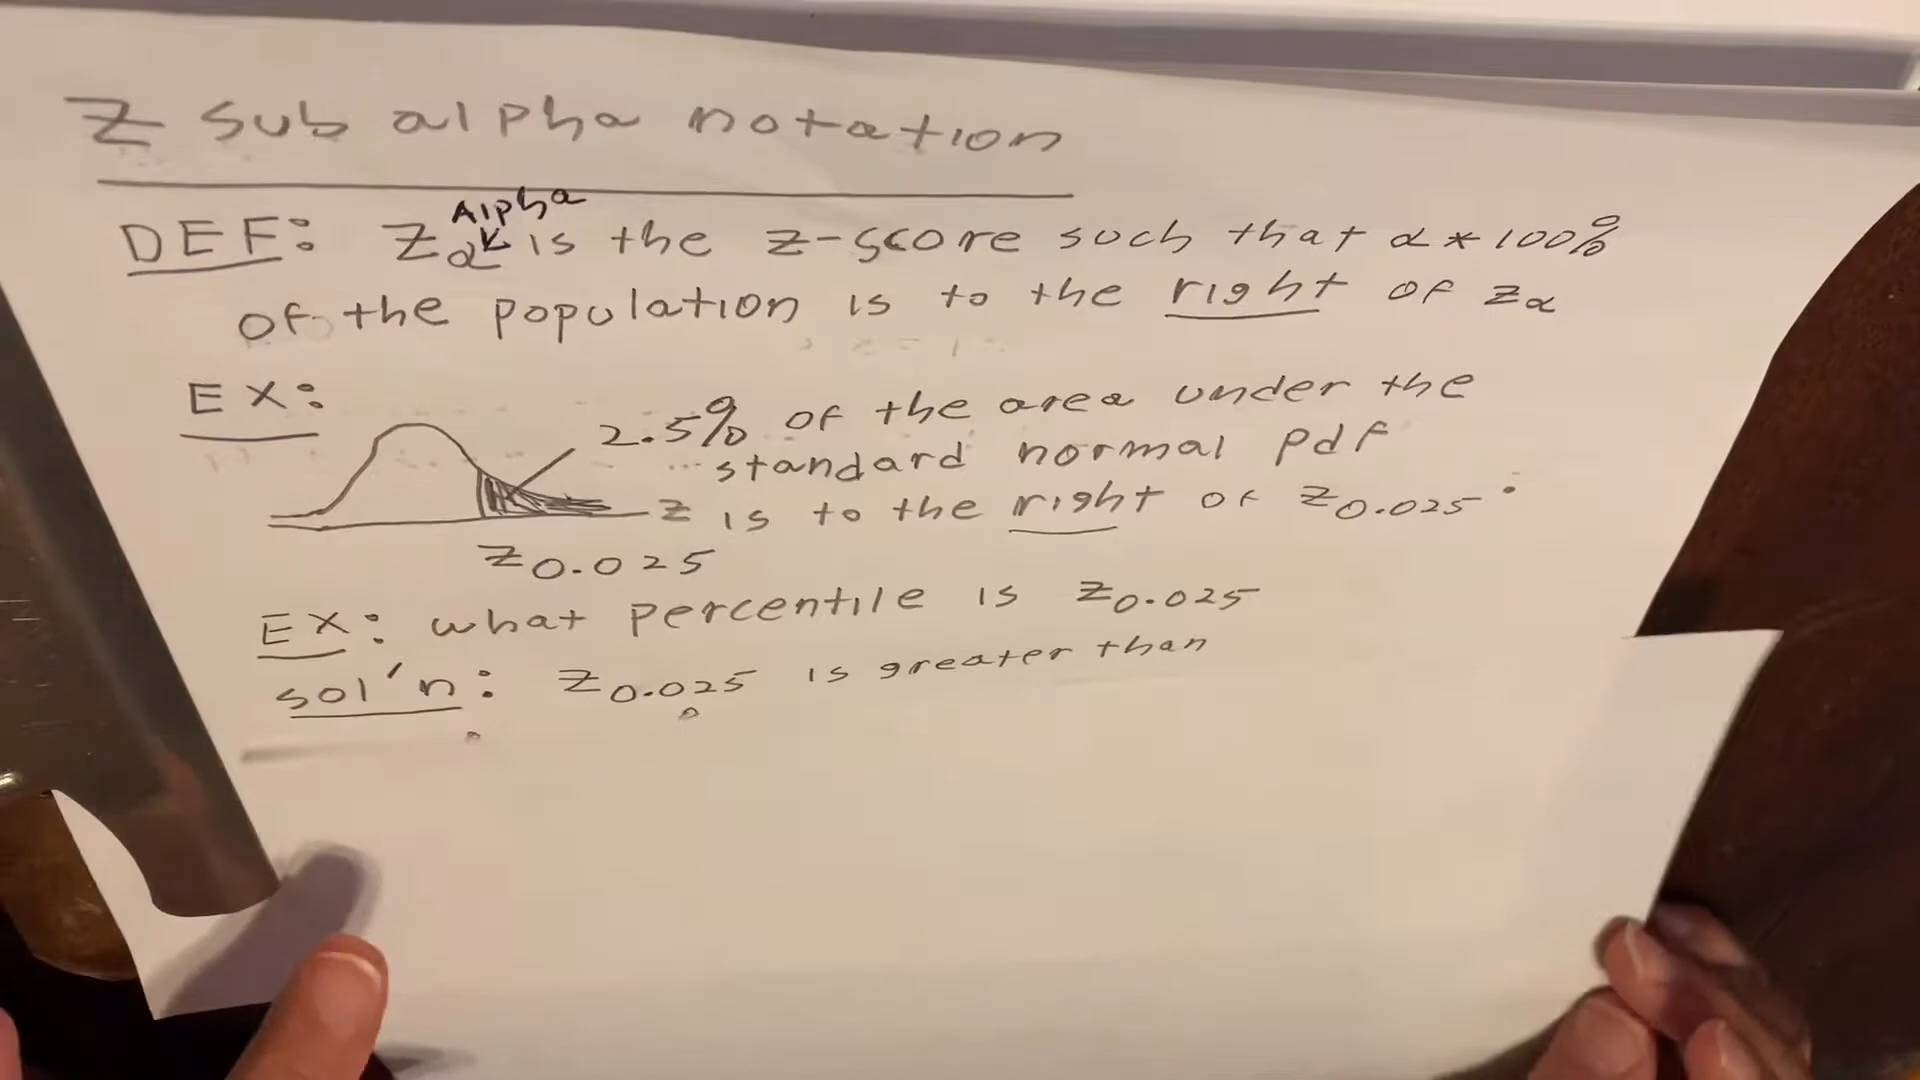 Z sub alpha notation
Alpha
DEF: Zα is the z-score such that α*100%
of the population is to the right of zα
EX:
2.5% of the area under the
standard normal pdf
z is to the right of z0.025.
z0.025
EX: what percentile is z0.025
sol'n: z0.025 is greater than